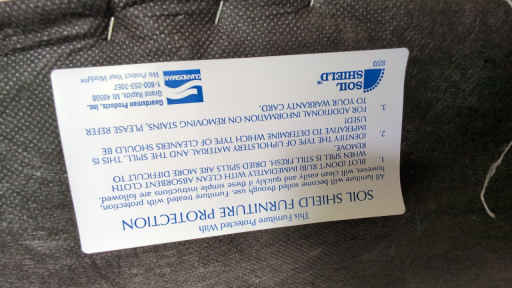 This Furniture Protected With
SOIL SHIELD FURNITURE PROTECTION
furniture will become soiled through use. Furniture treated with protection,
however, will clean easily and quickly if these simple instructions are followed.
1. BLOT (DON'T RUB) IMMEDIATELY WITH CLEAN ABSORBENT CLOTH
WHEN SPILL IS STILL FRESH. DRIED SPILLS ARE MORE DIFFICULT TO
REMOVE.
2. IDENTIFY THE TYPE OF UPHOLSTERY MATERIAL AND THE SPILL. THIS IS
IMPERATIVE TO DETERMINE WHICH TYPE OF CLEANERS SHOULD BE
USED!
3. FOR ADDITIONAL INFORMATION ON REMOVING STAINS, PLEASE REFER
TO YOUR WARRANTY CARD.
SOIL
SHIELD
GUARDSMAN
Guardsman Products, Inc.
Grand Rapids, MI 49588
1-800-253-3957
We Protect Your World